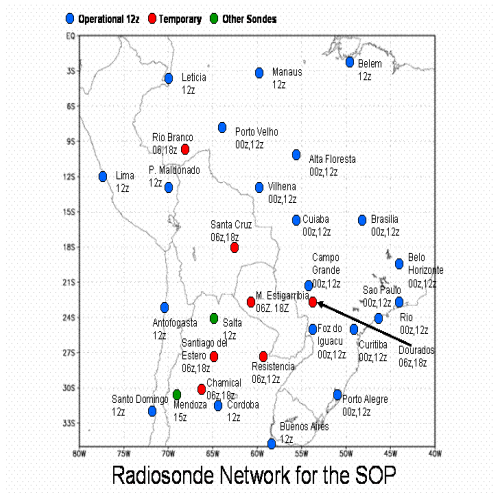 Operational 12z Temporary Other Sondes
EQ
3S
6S
9S
12S
15S
18S
21S
24S
27S
30S
33S
80W 75W 70W 65W 60W 55W 50W 45W 40W
Belem
12z
Manaus
12z
Leticia
12z
Porto Velho
00z,12z
Rio Branco
06,18z
Alta Floresta
00z,12z
Lima
12z
P. Maldonado
12z
Vilhena
00z,12z
Santa Cruz
06z,18z
Cuiaba
00z,12z
Brasilia
00z,12z
Campo
Grande
00z,12z
Belo
Horizonte
00z,12z
Sao Paulo
00z,12z
M. Estigarribia
06Z. 18Z
Rio
00z,12z
Antofogasta
12z
Salta
12z
Foz do
Iguacu
00z,12z
Curitiba
00z,12z
Dourados
06z,18z
Santiago del
Estero
06z,18z
Resistencia
06z,12z
Chamical
06z,18z
Santo Domingo
12z
Mendoza
15z
Cordoba
12z
Porto Alegre
00z,12z
Buenos Aires
12z
Radiosonde Network for the SOP